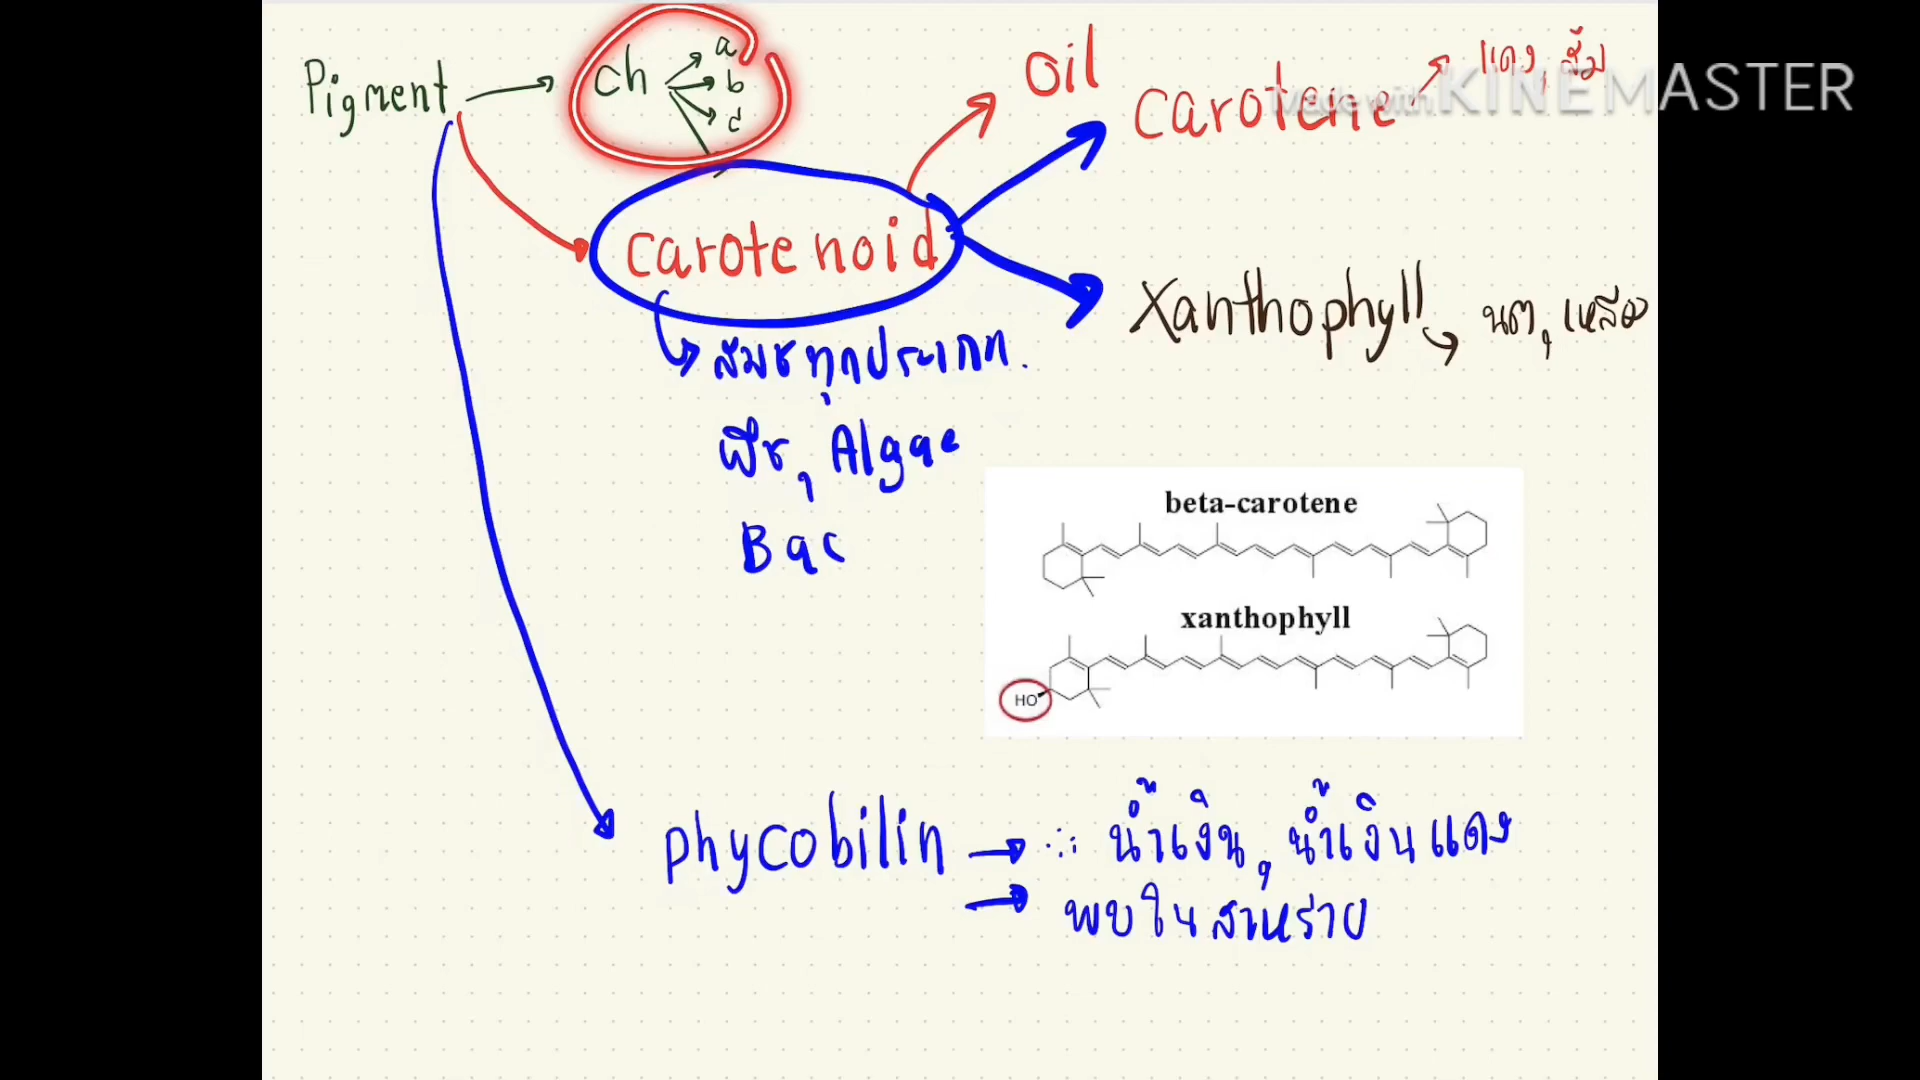 Pigment
ch
a
b
c
Oil
Carotene
แดง, ส้ม
Made with KINEMASTER
Carotenoid
Xanthophyll
นต, เหลือง
สมชทุกประเภท.
พืช, Algae
Bac
beta-carotene
xanthophyll
HO
phycobilin
น้ำเงิน, น้ำเงินแดง
พบในสาหร่าย